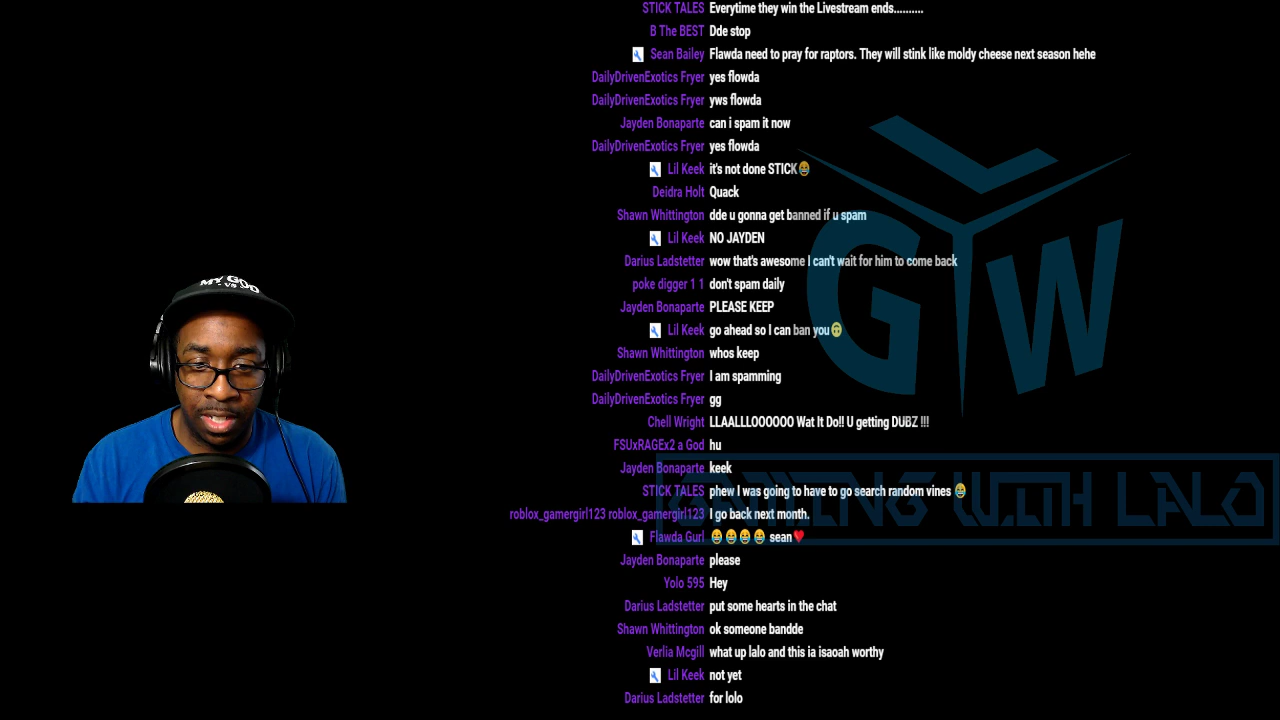 STICK TALES Everytime they win the Livestream ends..........
B The BEST Dde stop
Sean Bailey Flawda need to pray for raptors. They will stink like moldy cheese next season hehe
DailyDrivenExotics Fryer yes flowda
DailyDrivenExotics Fryer yws flowda
Jayden Bonaparte can i spam it now
DailyDrivenExotics Fryer yes flowda
Lil Keek it's not done STICK😂
Deidra Holt Quack
Shawn Whittington dde u gonna get banned if u spam
Lil Keek NO JAYDEN
Darius Ladstetter wow that's awesome I can't wait for him to come back
poke digger 1 1 don't spam daily
Jayden Bonaparte PLEASE KEEP
Lil Keek go ahead so I can ban you🙃
Shawn Whittington whos keep
DailyDrivenExotics Fryer I am spamming
DailyDrivenExotics Fryer gg
Chell Wright LLAALLLOOOOOO Wat It Do!! U getting DUBZ !!!
FSUxRAGEx2 a God hu
Jayden Bonaparte keek
STICK TALES phew I was going to have to go search random vines 😂
roblox_gamergirl123 roblox_gamergirl123 I go back next month.
Flawda Gurl 😂😂😂😂 sean❤
Jayden Bonaparte please
Yolo 595 Hey
Darius Ladstetter put some hearts in the chat
Shawn Whittington ok someone bandde
Verlia Mcgill what up lalo and this ia isaoah worthy
Lil Keek not yet
Darius Ladstetter for lolo
GW
GAMING WITH LALO
MY GOD
VS